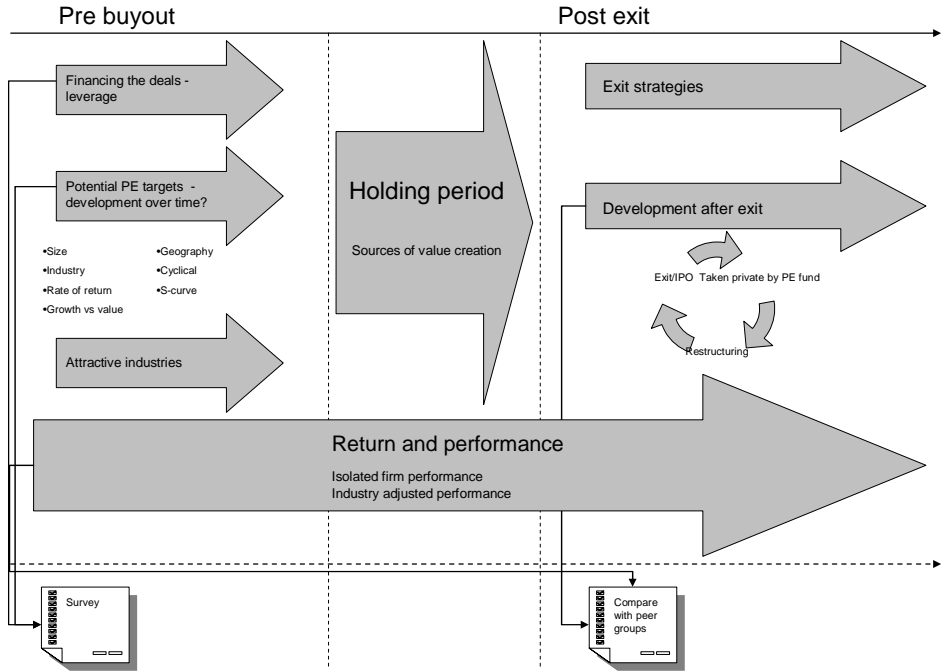 Pre buyout
Post exit
Financing the deals -
leverage
Exit strategies
Potential PE targets -
development over time?
•Size
•Industry
•Rate of return
•Growth vs value
•Geography
•Cyclical
•S-curve
Attractive industries
Holding period
Sources of value creation
Development after exit
Exit/IPO Taken private by PE fund
Restructuring
Return and performance
Isolated firm performance
Industry adjusted performance
Survey
Compare
with peer
groups